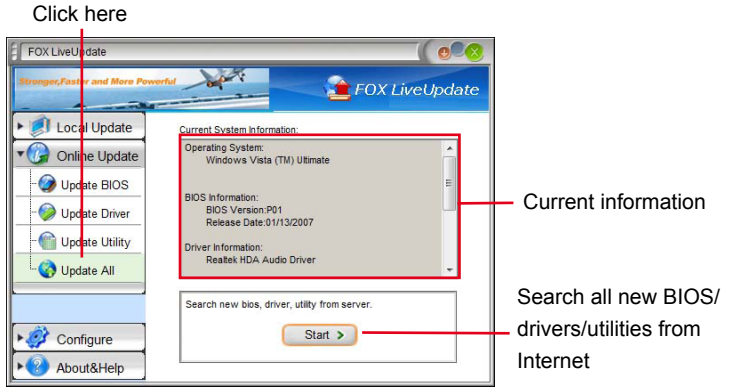 Click here
FOX LiveUpdate
Stronger,Faster and More Powerful
FOX LiveUpdate
Local Update
Online Update
Update BIOS
Update Driver
Update Utility
Update All
Configure
About&Help
Current System Information:
Operating System:
Windows Vista (TM) Ultimate
BIOS Information:
BIOS Version:P01
Release Date:01/13/2007
Driver Information:
Realtek HDA Audio Driver
Search new bios, driver, utility from server.
Start
Current information
Search all new BIOS/
drivers/utilities from
Internet